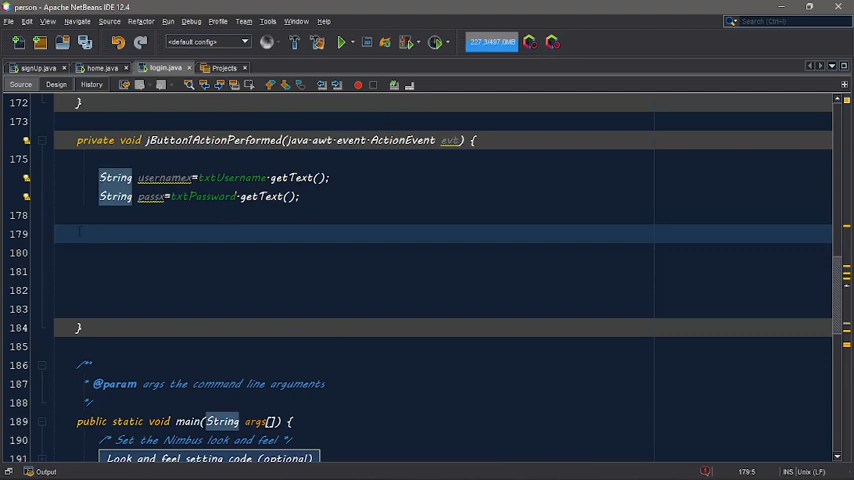 person - Apache NetBeans IDE 12.4
File Edit View Navigate Source Refactor Run Debug Profile Team Tools Window Help
Search (Ctrl+I)
<default config>
227.3/497.0MB
signUp.java home.java login.java Projects
Source Design History
172 }
173
private void jButton1ActionPerformed(java.awt.event.ActionEvent evt) {
175
String usernamex=txtUsername.getText();
String passx=txtPassword.getText();
178
179
180
181
182
183
184 }
185
186 /**
187 * @param args the command line arguments
188 */
189 public static void main(String args[]) {
190 /* Set the Nimbus look and feel */
191 Look and feel setting code (optional)
Output
179:5 INS Unix (LF)